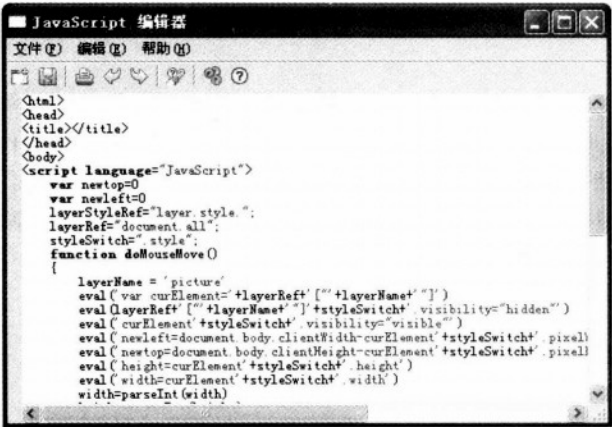 JavaScript 编辑器
文件(F) 编辑(E) 帮助(H)
<html>
<head>
<title></title>
</head>
<body>
<script language="JavaScript">
var newtop=0
var newleft=0
layerStyleRef="layer.style.";
layerRef="document.all";
styleSwitch=".style";
function doMouseMove()
{
layerName = 'picture'
eval('var curElement='+layerRef+'["'+layerName+'"]')
eval(layerRef+'["'+layerName+'"]'+styleSwitch+'.visibility="hidden"')
eval('curElement'+styleSwitch+'.visibility="visible"')
eval('newleft=document.body.clientWidth-curElement'+styleSwitch+'.pixel
eval('newtop=document.body.clientHeight-curElement'+styleSwitch+'.pixel
eval('height=curElement'+styleSwitch+'.height')
eval('width=curElement'+styleSwitch+'.width')
width=parseInt(width)